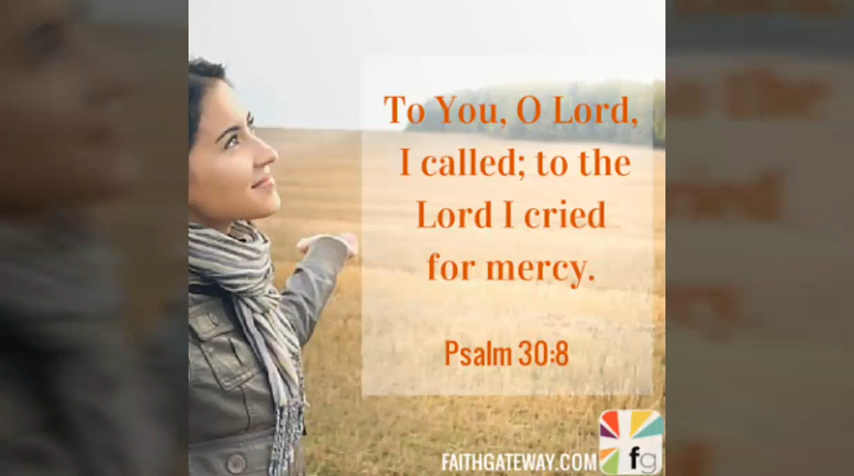 To You, O Lord,
I called; to the
Lord I cried
for mercy.
Psalm 30:8
FAITHGATEWAY.COM
fg